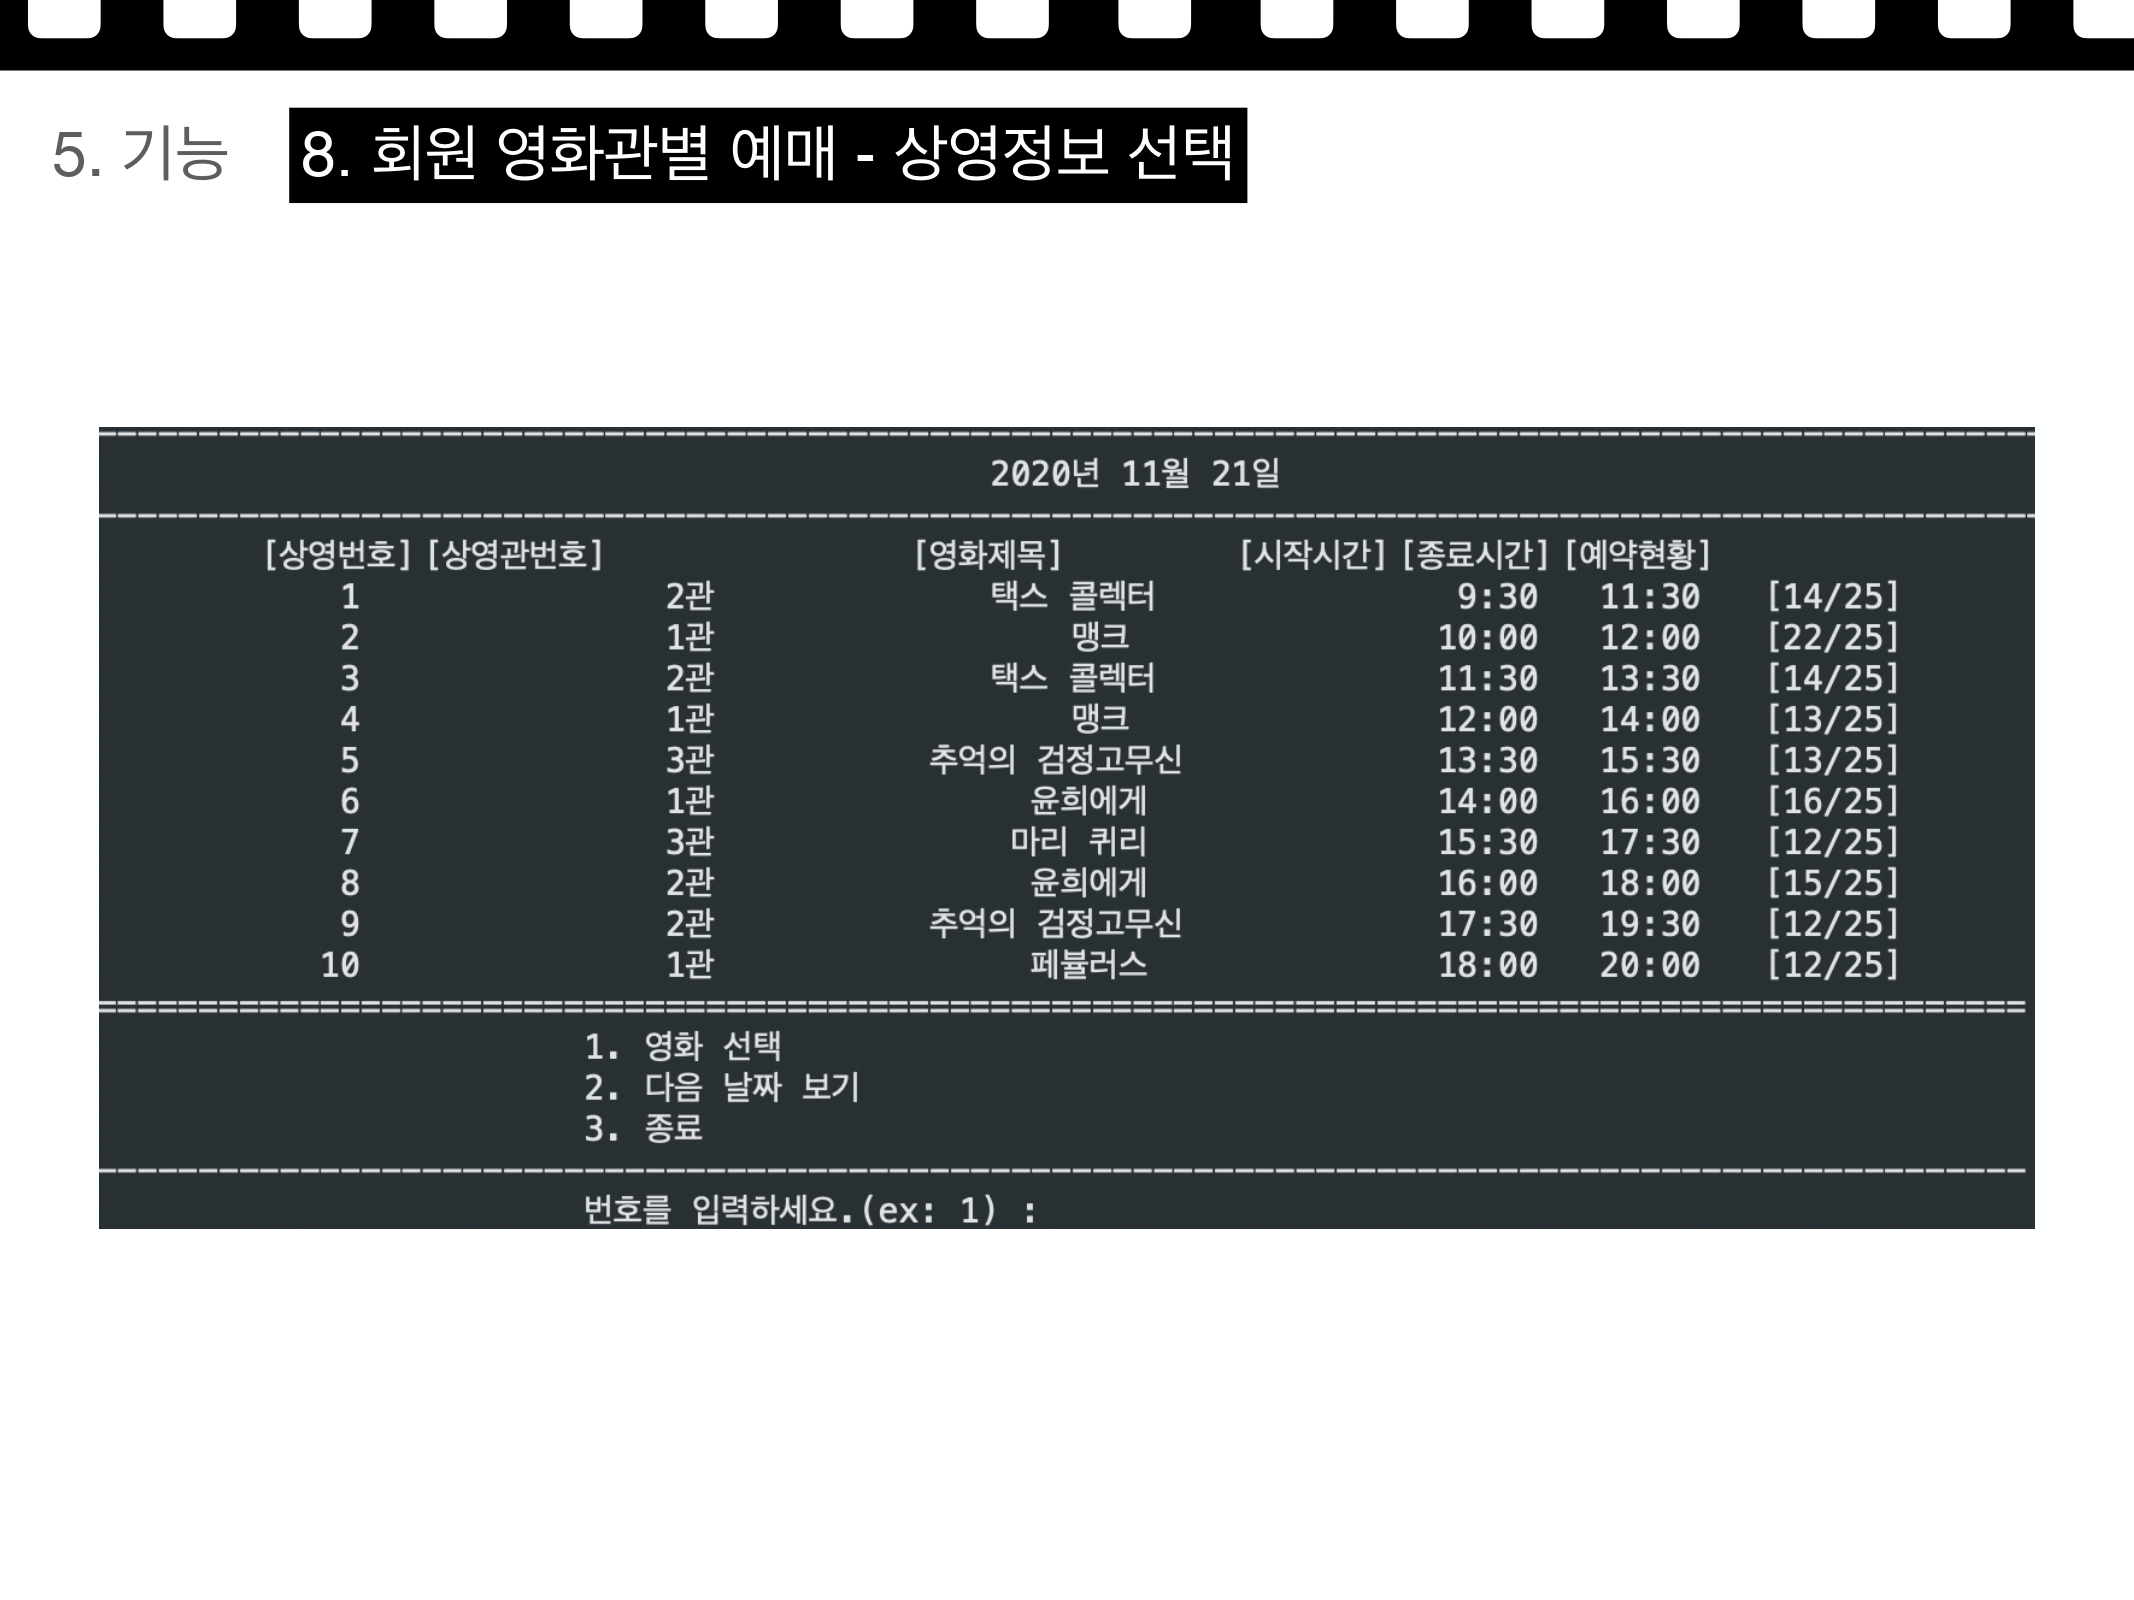 5. 기능 8. 회원 영화관별 예매 - 상영정보 선택
2020년 11월 21일
[상영번호] [상영관번호] [영화제목] [시작시간] [종료시간] [예약현황]
1 2관 택스 콜렉터 9:30 11:30 [14/25]
2 1관 맹크 10:00 12:00 [22/25]
3 2관 택스 콜렉터 11:30 13:30 [14/25]
4 1관 맹크 12:00 14:00 [13/25]
5 3관 추억의 검정고무신 13:30 15:30 [13/25]
6 1관 윤희에게 14:00 16:00 [16/25]
7 3관 마리 퀴리 15:30 17:30 [12/25]
8 2관 윤희에게 16:00 18:00 [15/25]
9 2관 추억의 검정고무신 17:30 19:30 [12/25]
10 1관 페뷸러스 18:00 20:00 [12/25]
1. 영화 선택
2. 다음 날짜 보기
3. 종료
번호를 입력하세요.(ex: 1) :